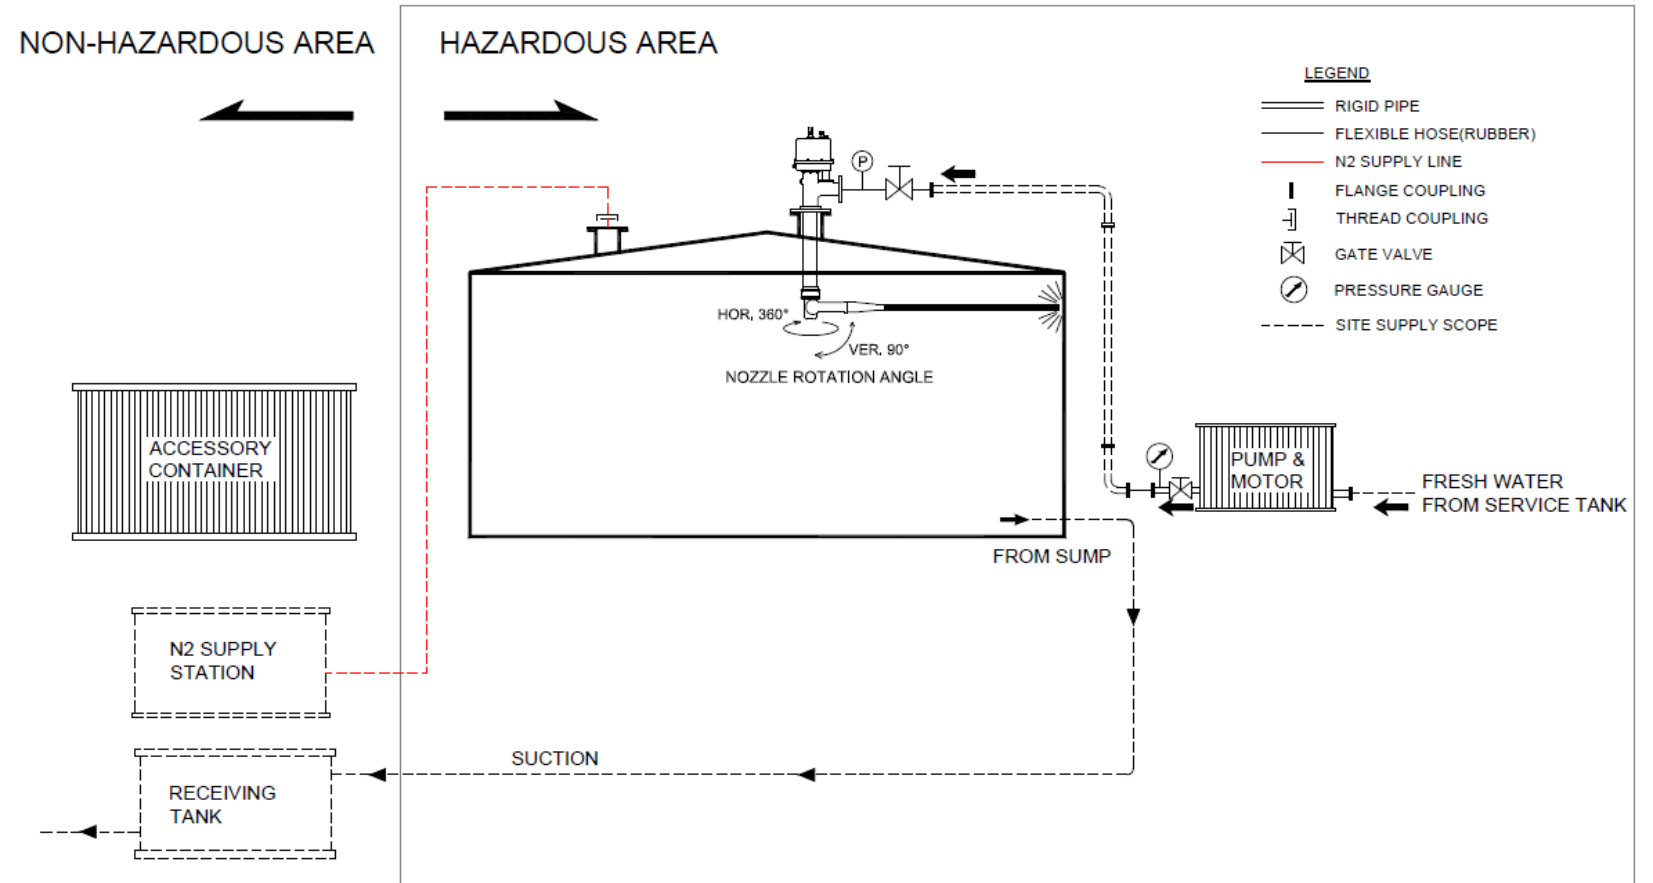 NON-HAZARDOUS AREA
HAZARDOUS AREA
LEGEND
RIGID PIPE
FLEXIBLE HOSE(RUBBER)
N2 SUPPLY LINE
FLANGE COUPLING
THREAD COUPLING
GATE VALVE
PRESSURE GAUGE
SITE SUPPLY SCOPE
P
HOR, 360°
VER. 90°
NOZZLE ROTATION ANGLE
ACCESSORY
CONTAINER
PUMP &
MOTOR
FRESH WATER
FROM SERVICE TANK
FROM SUMP
N2 SUPPLY
STATION
SUCTION
RECEIVING
TANK